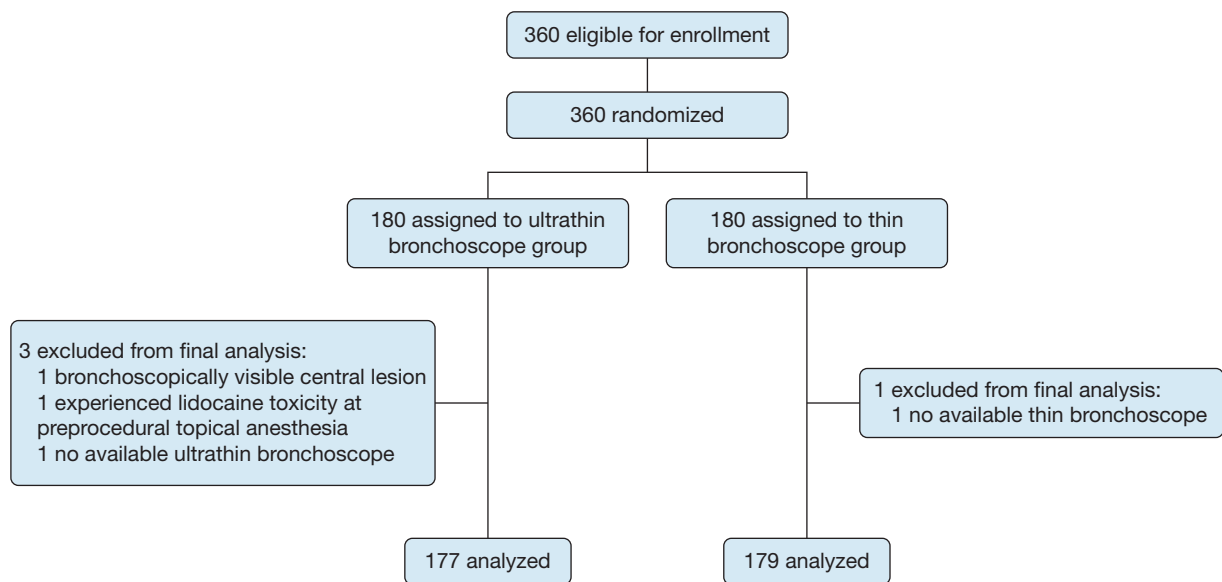 360 eligible for enrollment
360 randomized
180 assigned to ultrathin
bronchoscope group
180 assigned to thin
bronchoscope group
3 excluded from final analysis:
1 bronchoscopically visible central lesion
1 experienced lidocaine toxicity at
preprocedural topical anesthesia
1 no available ultrathin bronchoscope
1 excluded from final analysis:
1 no available thin bronchoscope
177 analyzed
179 analyzed